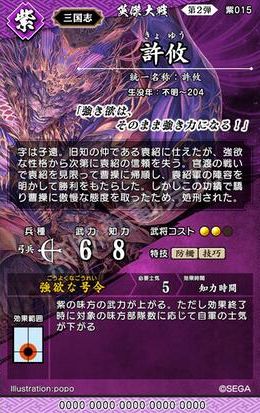 紫
三国志
英傑大戦
第2弾
紫015
きょ ゆう
許攸
統一名称：許攸
生没年：不明～204
「強き欲は、
そのまま強き力になる！」
字は子遠。旧知の仲である袁紹に仕えたが、強欲
な性格から次第に袁紹の信頼を失う。官渡の戦い
で袁紹を見限って曹操に帰順し、袁紹軍の陣容を
明かして勝利をもたらした。しかしこの功績で驕
り曹操に傲慢な態度を取ったため、処刑された。
兵種 武力 知力 武将コスト
弓兵 6 8 特技 防柵 技巧
ごうよくなごうれい 必要士気 効果時間
強欲な号令 5 知力時間
効果範囲
紫の味方の武力が上がる。ただし効果終了
時に対象の味方部隊数に応じて自軍の士気
が下がる
Illustration:popo
©SEGA
0000 0000 0000 0000 0000